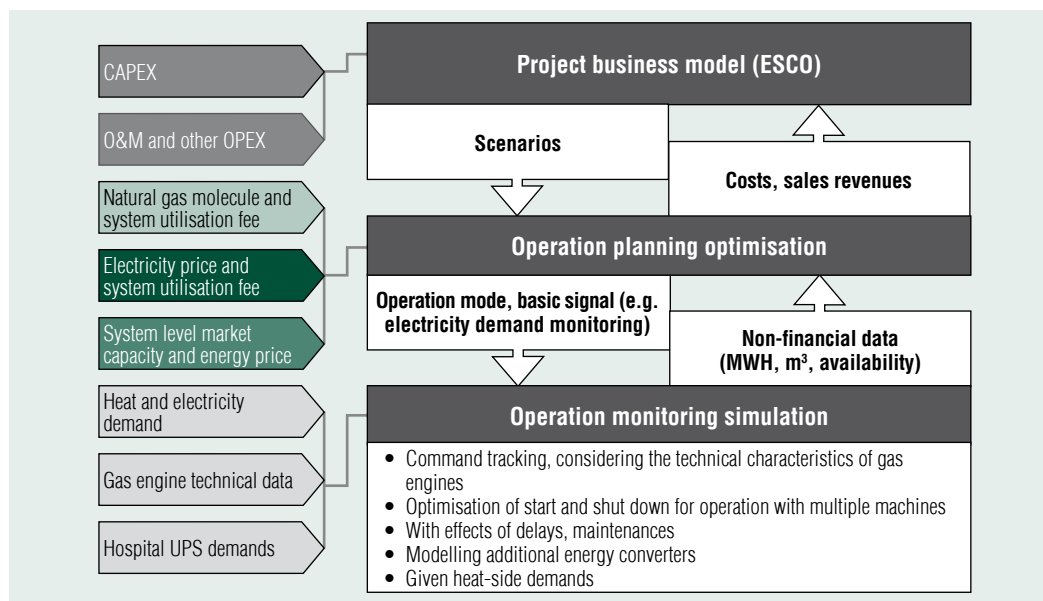 CAPEX
O&M and other OPEX
Natural gas molecule and
system utilisation fee
Electricity price and
system utilisation fee
System level market
capacity and energy price
Heat and electricity
demand
Gas engine technical data
Hospital UPS demands
Project business model (ESCO)
Scenarios
Costs, sales revenues
Operation planning optimisation
Operation mode, basic signal (e.g.
electricity demand monitoring)
Non-financial data
(MWH, m³, availability)
Operation monitoring simulation
• Command tracking, considering the technical characteristics of gas
engines
• Optimisation of start and shut down for operation with multiple machines
• With effects of delays, maintenances
• Modelling additional energy converters
• Given heat-side demands